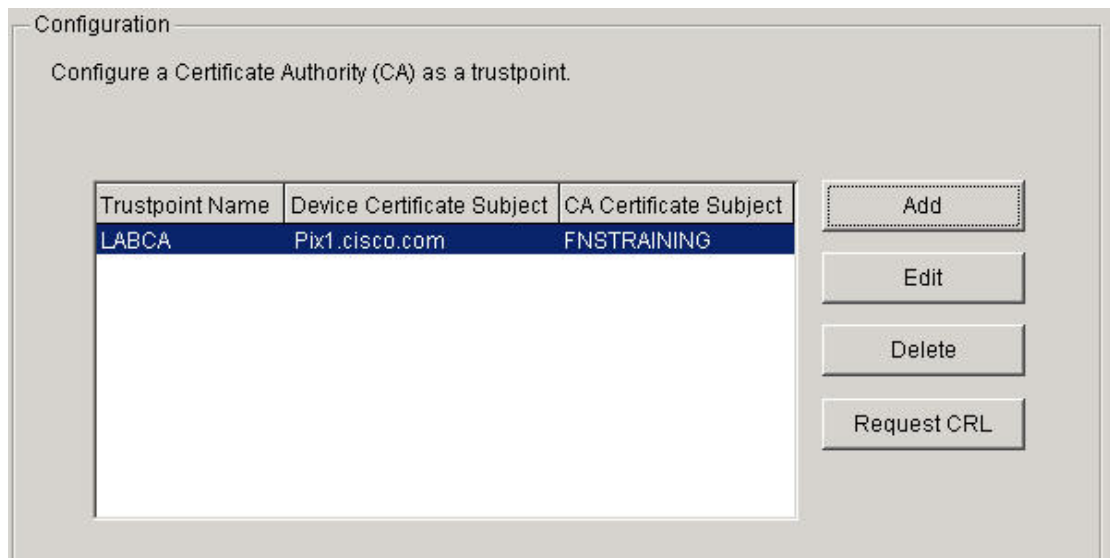 Configuration
Configure a Certificate Authority (CA) as a trustpoint.
Trustpoint Name Device Certificate Subject CA Certificate Subject
LABCA Pix1.cisco.com FNSTRAINING
Add
Edit
Delete
Request CRL